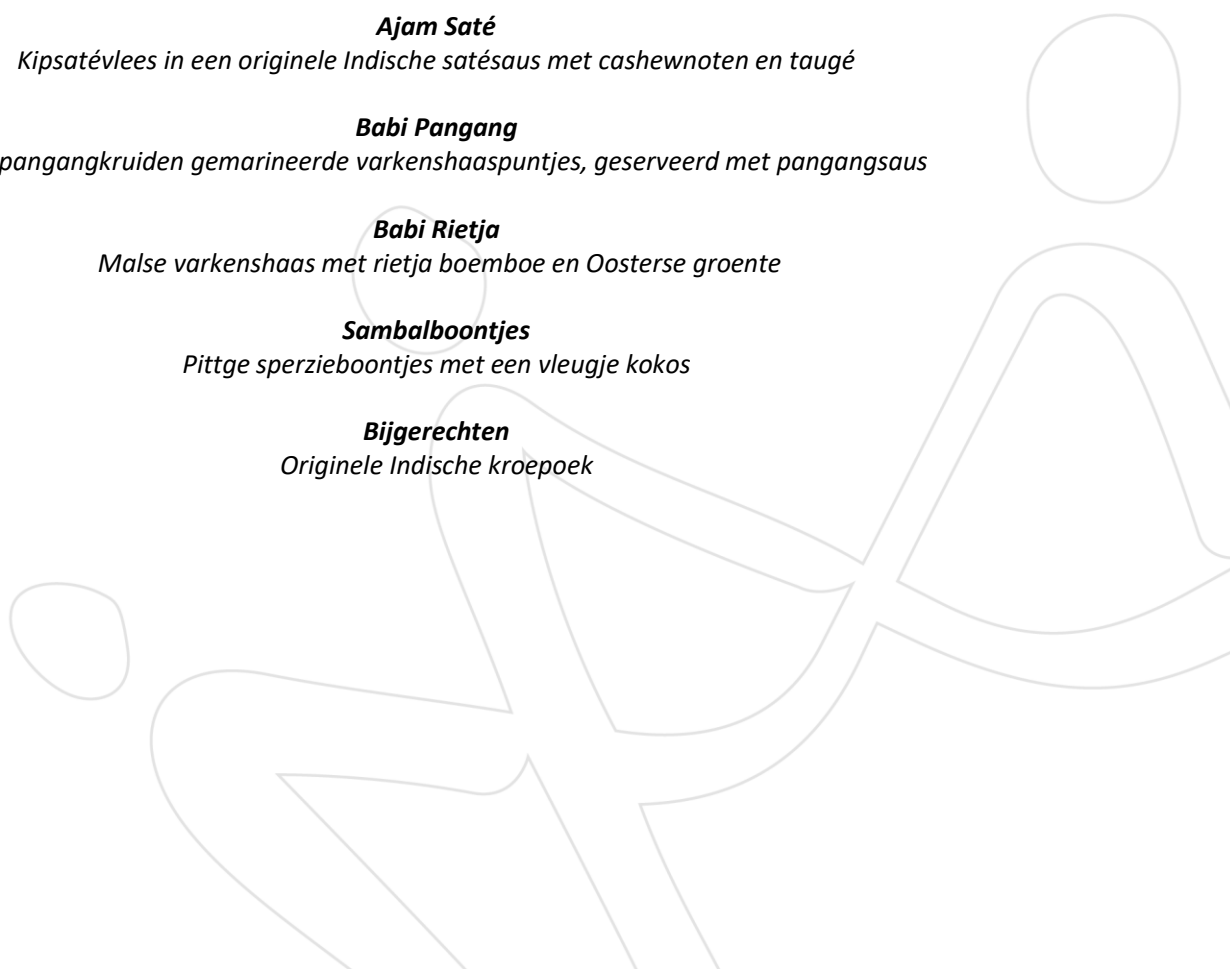 Ajam Saté
Kipsatévlees in een originele Indische satésaus met cashewnoten en taugé
Babi Pangang
pangangkruiden gemarineerde varkenshaaspuntjes, geserveerd met pangangsaus
Babi Rietja
Malse varkenshaas met rietja boemboe en Oosterse groente
Sambalboontjes
Pittge sperzieboontjes met een vleugje kokos
Bijgerechten
Originele Indische kroepoek